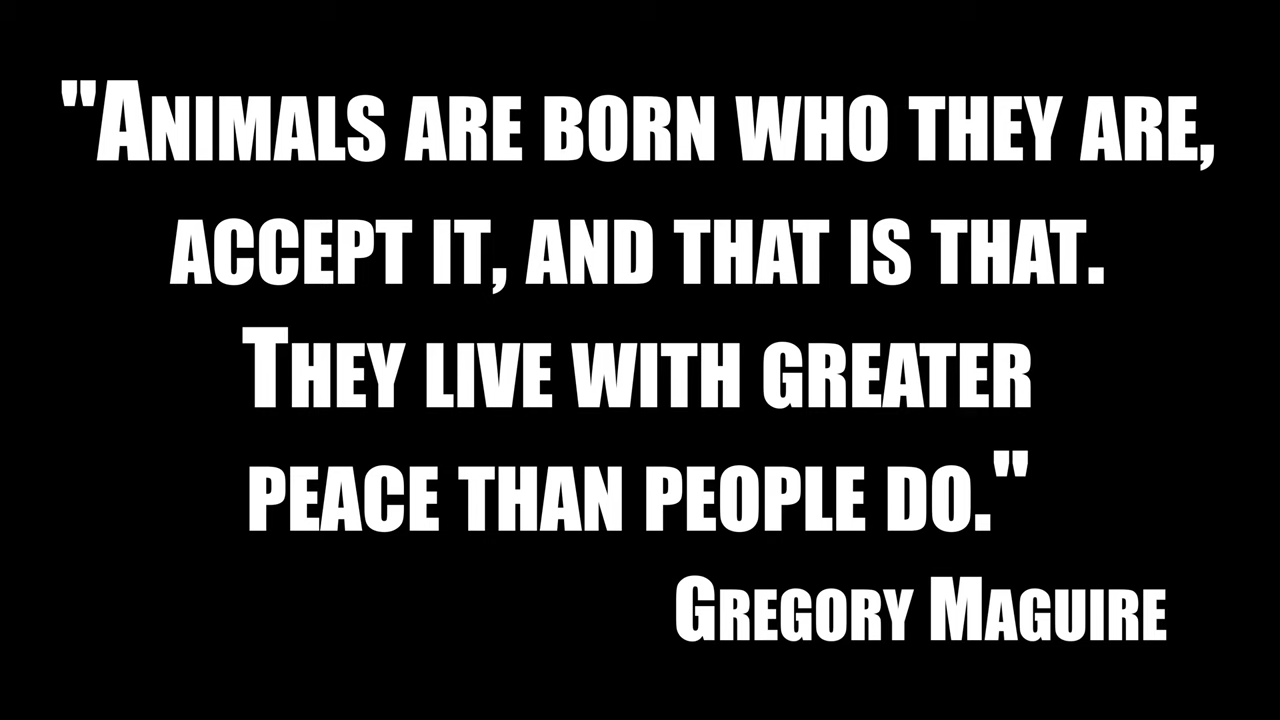 "Animals are born who they are,
accept it, and that is that.
They live with greater
peace than people do."
Gregory Maguire